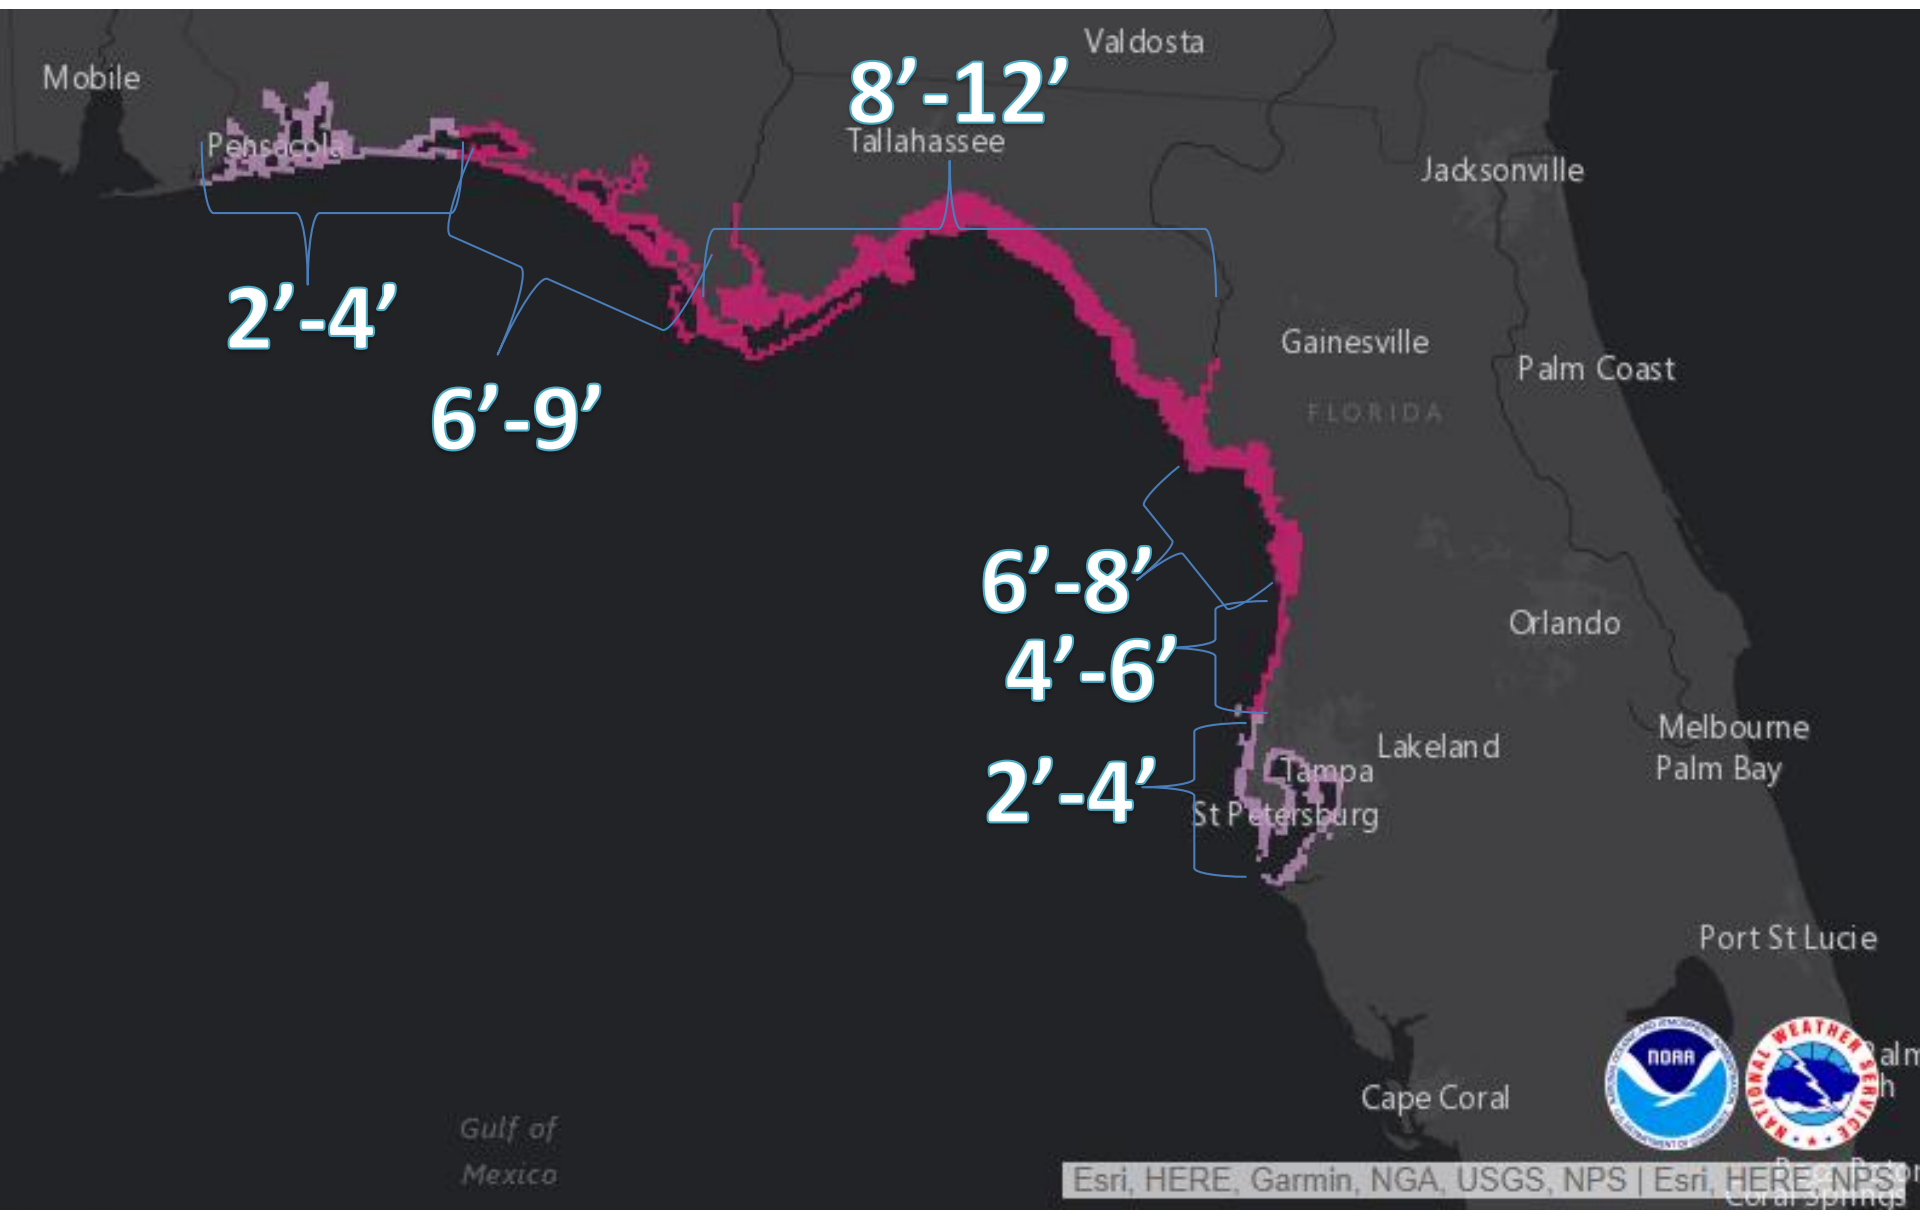 Valdosta
Mobile
8’-12’
Tallahassee
Pensacola
Jacksonville
2’-4’
Gainesville
Palm Coast
6’-9’
FLORIDA
6’-8’
Orlando
4’-6’
Melbourne
Lakeland
Palm Bay
Tampa
2’-4’
St Petersburg
Port St Lucie
NOAA
NATIONAL WEATHER SERVICE
Cape Coral
Gulf of
Mexico
Esri, HERE, Garmin, NGA, USGS, NPS | Esri, HERE, NPS
Coral Springs